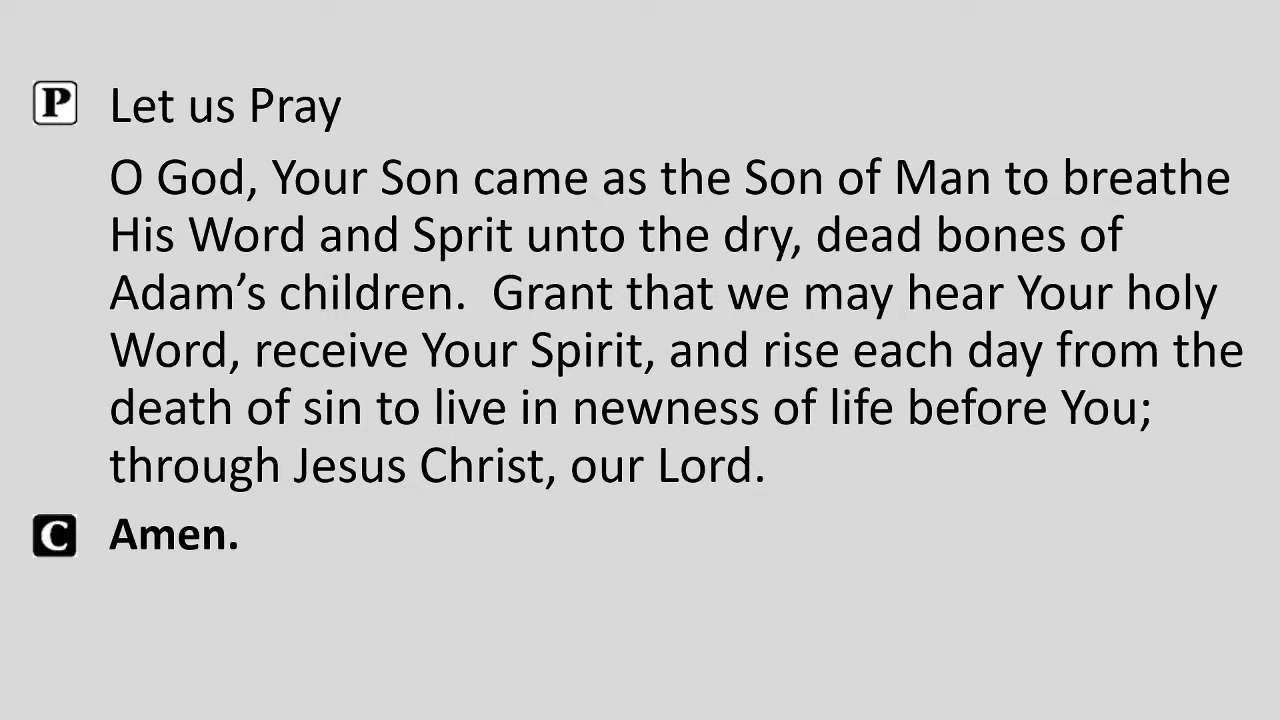 P Let us Pray
O God, Your Son came as the Son of Man to breathe
His Word and Sprit unto the dry, dead bones of
Adam’s children.  Grant that we may hear Your holy
Word, receive Your Spirit, and rise each day from the
death of sin to live in newness of life before You;
through Jesus Christ, our Lord.
C Amen.